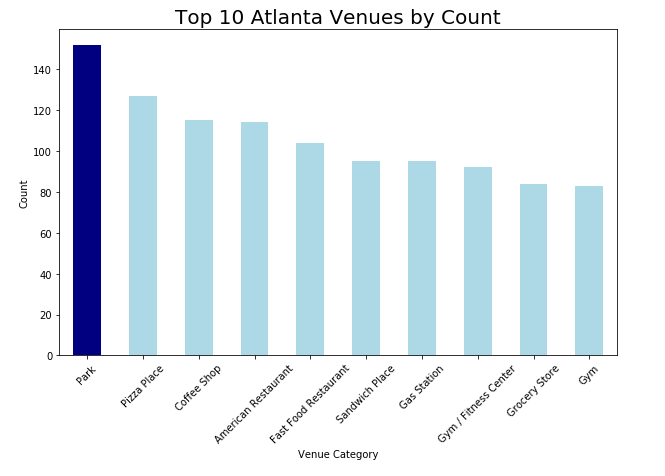 Top 10 Atlanta Venues by Count
140
120
100
80
60
40
20
0
Count
Park
Pizza Place
Coffee Shop
American Restaurant
Fast Food Restaurant
Sandwich Place
Gas Station
Gym / Fitness Center
Grocery Store
Gym
Venue Category